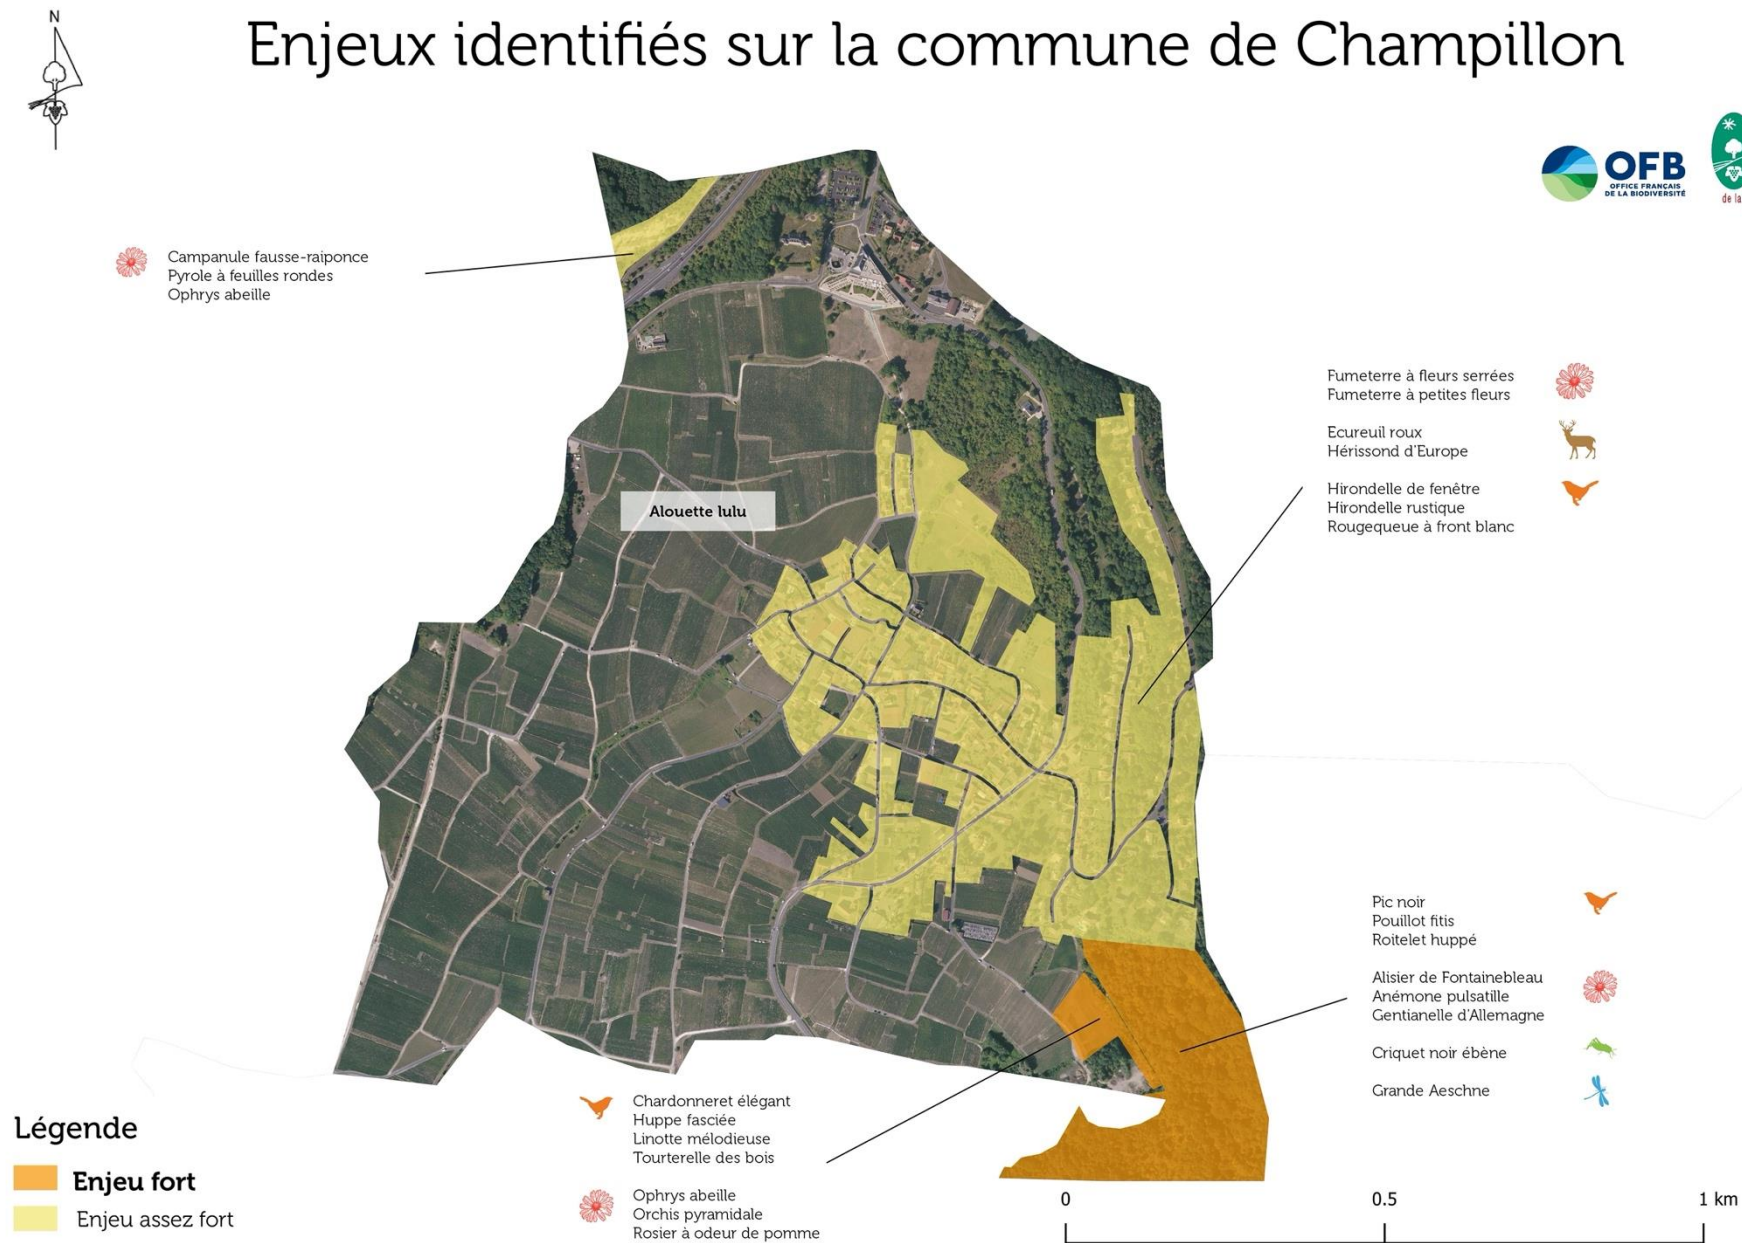 N
Enjeux identifiés sur la commune de Champillon
OFB
OFFICE FRANÇAIS
DE LA BIODIVERSITÉ
de la
Campanule fausse-raiponce
Pyrole à feuilles rondes
Ophrys abeille
Fumeterre à fleurs serrées
Fumeterre à petites fleurs
Ecureuil roux
Hérissond d'Europe
Hirondelle de fenêtre
Hirondelle rustique
Rougequeue à front blanc
Alouette lulu
Pic noir
Pouillot fitis
Roitelet huppé
Alisier de Fontainebleau
Anémone pulsatille
Gentianelle d'Allemagne
Criquet noir ébène
Grande Aeschne
Chardonneret élégant
Huppe fasciée
Linotte mélodieuse
Tourterelle des bois
Ophrys abeille
Orchis pyramidale
Rosier à odeur de pomme
Légende
Enjeu fort
Enjeu assez fort
0 0.5 1 km